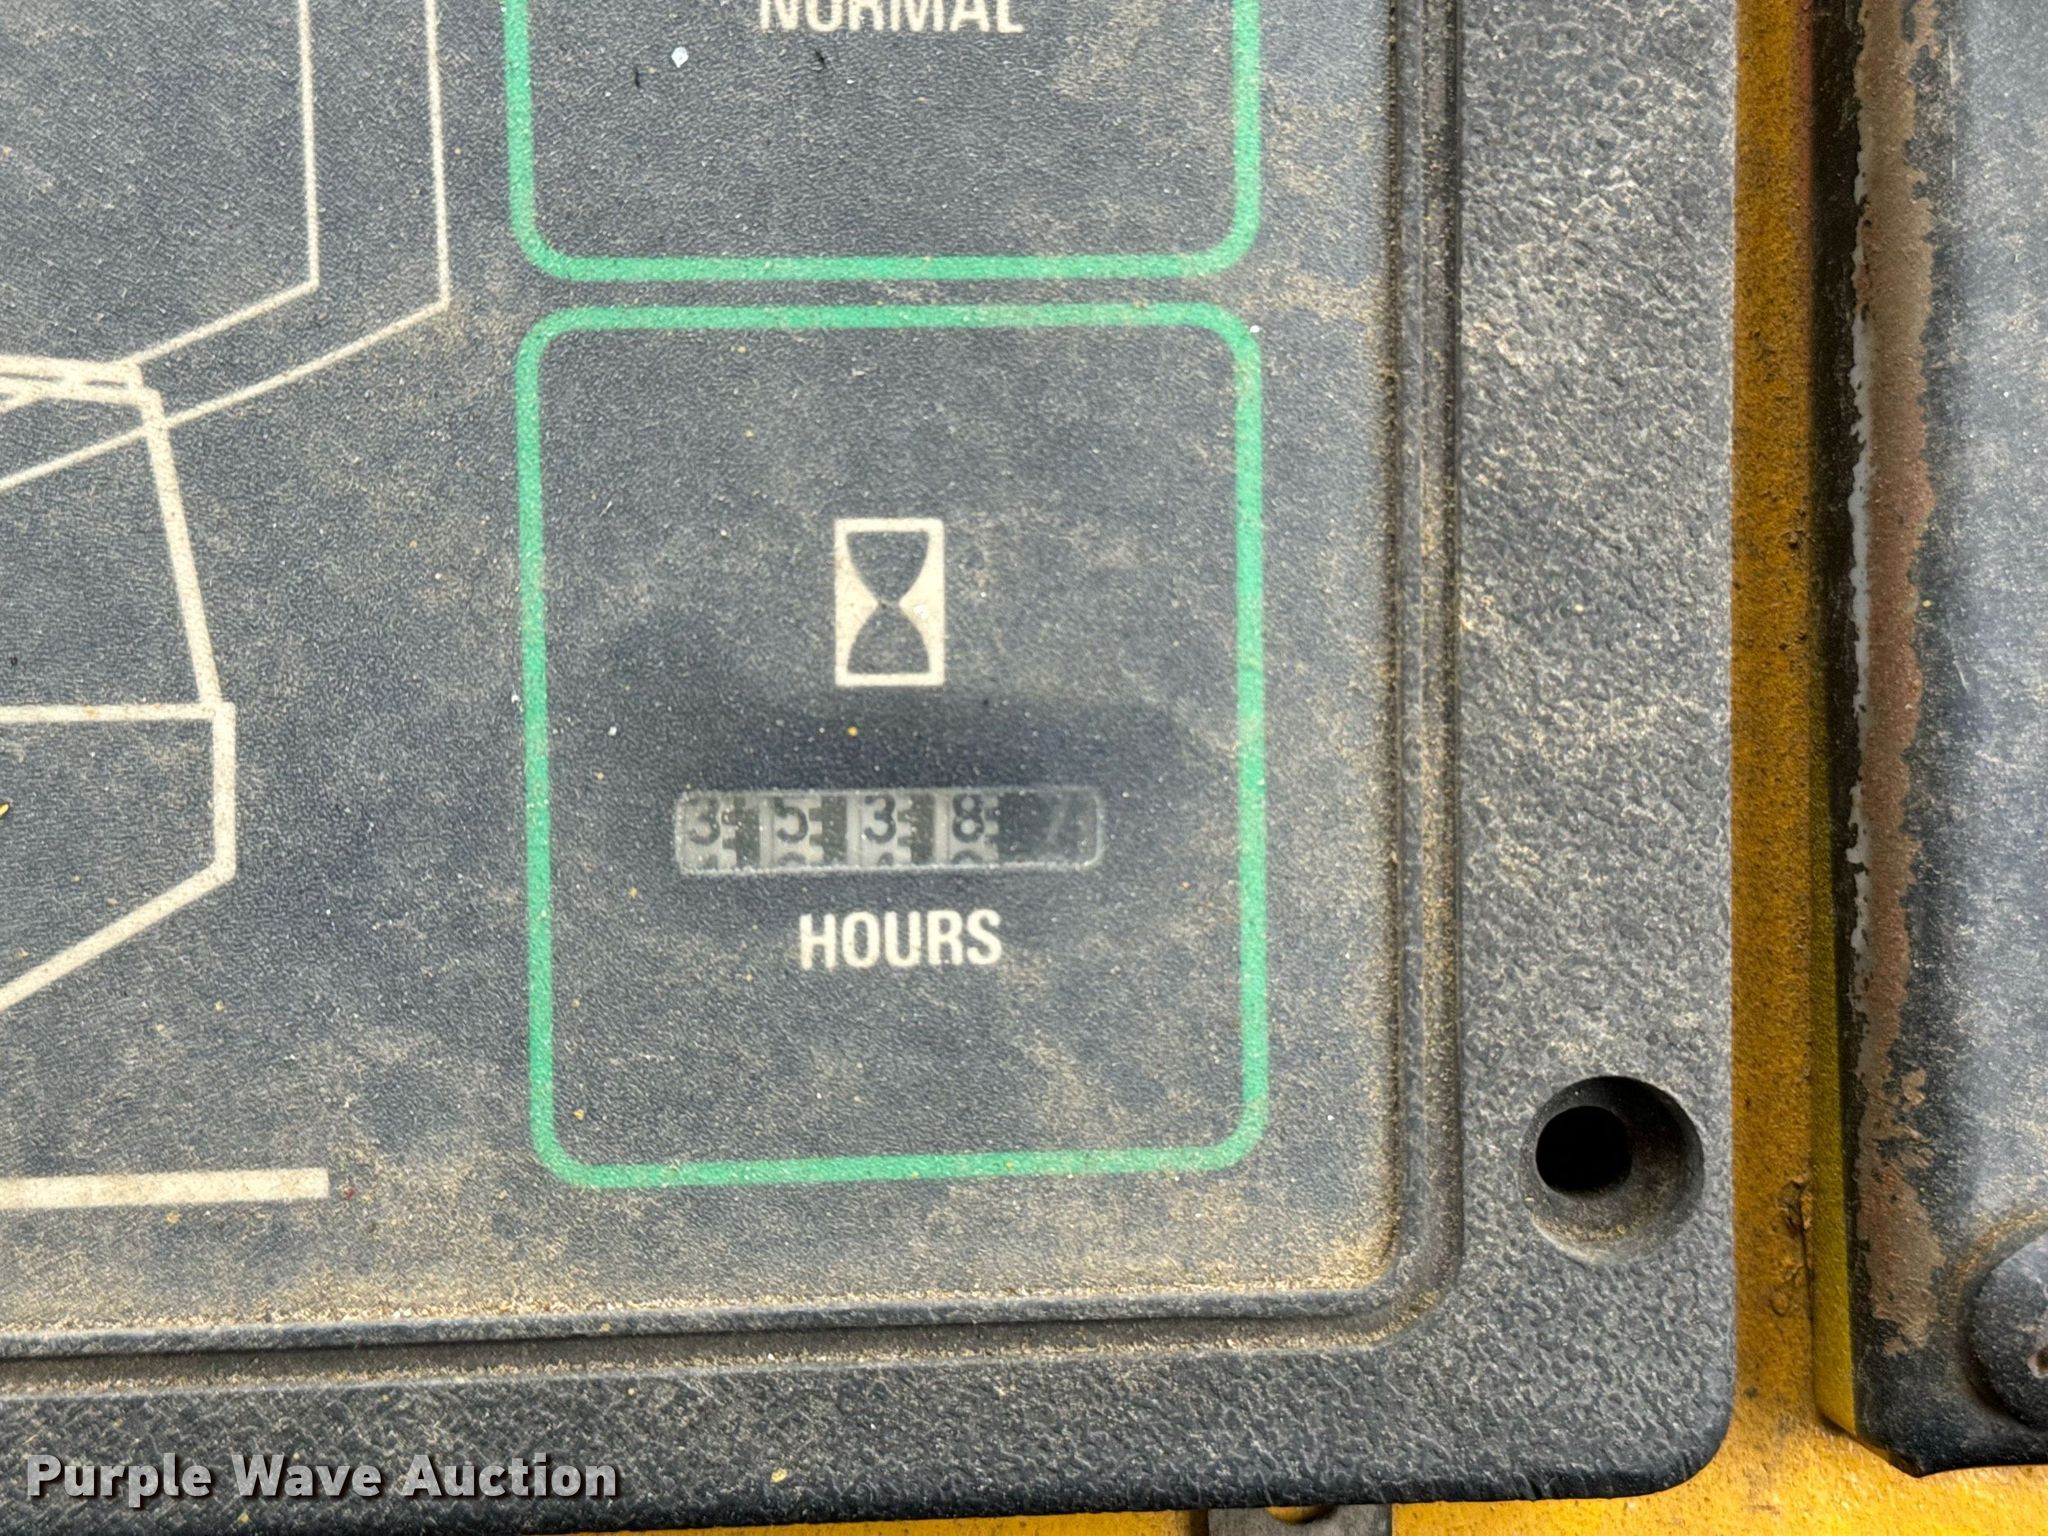 NORMAL
3538
HOURS
Purple Wave Auction